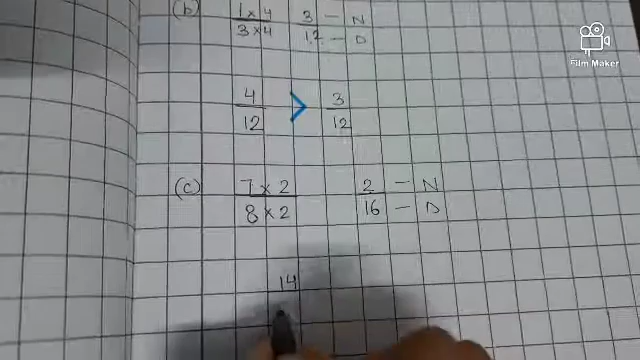 (b) 1 × 4 3 — N
3 × 4 12 — D
4 > 3
12 12
(c) 7 × 2 2 — N
8 × 2 16 — D
14
Film Maker